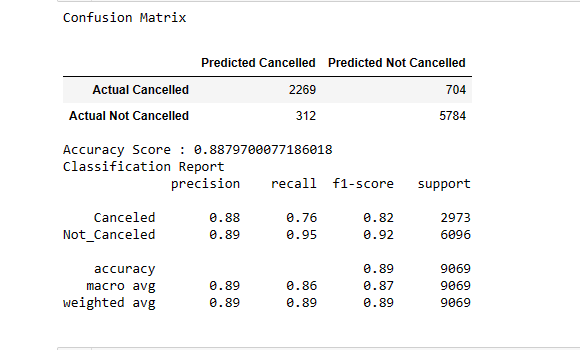 Confusion Matrix
Predicted Cancelled Predicted Not Cancelled
Actual Cancelled 2269 704
Actual Not Cancelled 312 5784
Accuracy Score : 0.8879700077186018
Classification Report
precision recall f1-score support
Canceled 0.88 0.76 0.82 2973
Not_Canceled 0.89 0.95 0.92 6096
accuracy 0.89 9069
macro avg 0.89 0.86 0.87 9069
weighted avg 0.89 0.89 0.89 9069